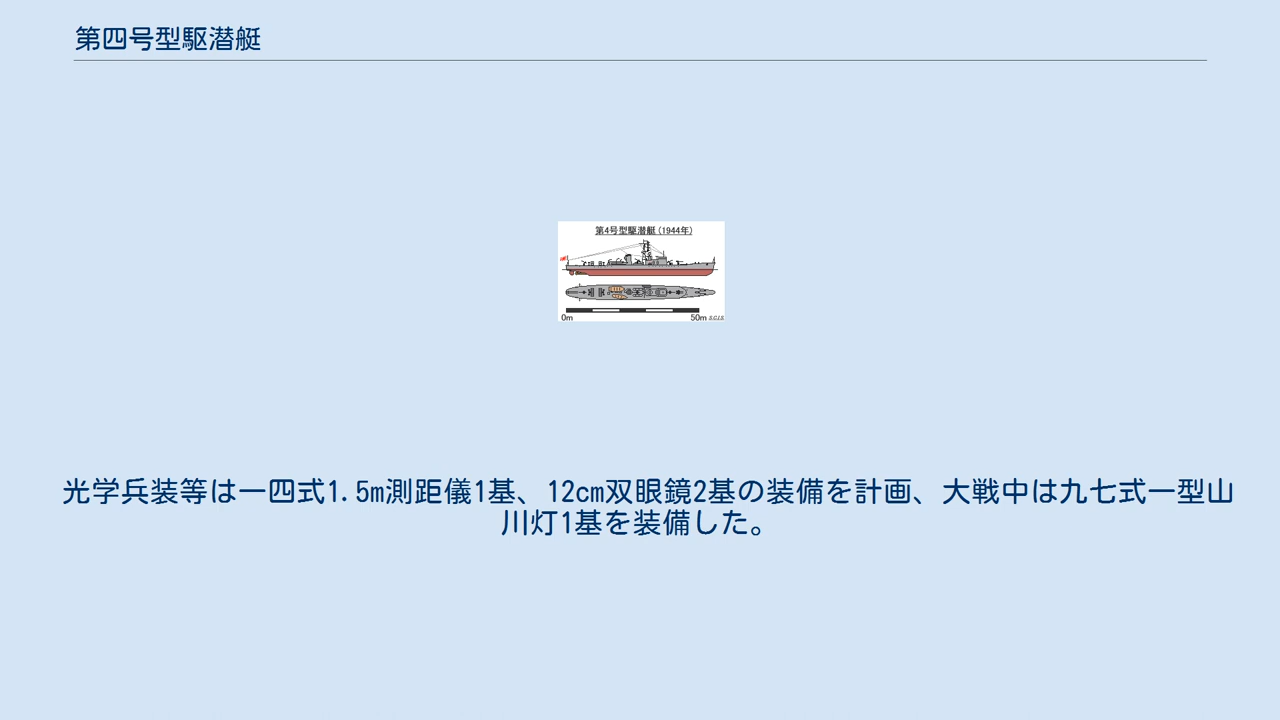 第四号型駆潜艇
第4号型駆潜艇 (1944年)
0m 50m
光学兵装等は一四式1.5m測距儀1基、12cm双眼鏡2基の装備を計画、大戦中は九七式一型山
川灯1基を装備した。